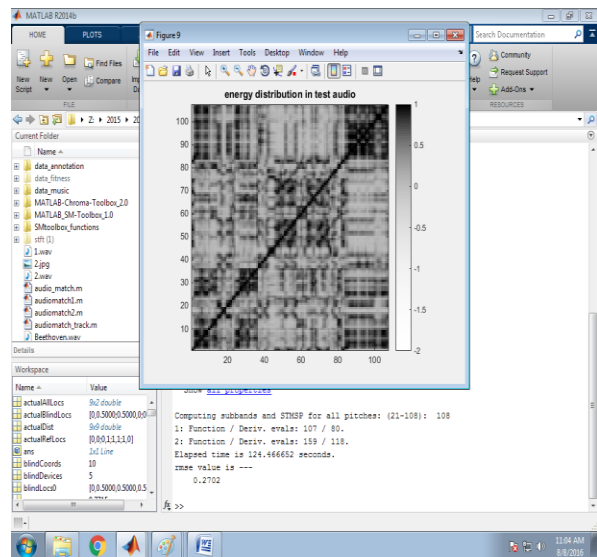 MATLAB R2014b
HOME
PLOTS
Search Documentation
New Script
New
Open
Find Files
Compare
Community
Request Support
Add-Ons
FILE
RESOURCES
Z: 2015
Current Folder
Name
data_annotation
data_fitness
data_music
MATLAB-Chroma-Toolbox_2.0
MATLAB_SM-Toolbox_1.0
SMtoolbox_functions
stft (1)
1.wav
2.jpg
2.wav
audio_match.m
audiomatch1.m
audiomatch2.m
audiomatch_track.m
Beethoven.wav
Details
Workspace
Name Value
actualAllLocs 9x2 double
actualBlindLocs [0,0.5000;0.5000,0;0
actualDist 9x9 double
actualRefLocs [0,0;0,1;1,1;1,0]
ans 1x1 Line
blindCoords 10
blindDevices 5
blindLocs0 [0,0.5000;0.5000,0.5
Figure 9
File Edit View Insert Tools Desktop Window Help
energy distribution in test audio
100
90
80
70
60
50
40
30
20
10
20 40 60 80 100
1
0.5
0
-0.5
-1
-1.5
-2
Show all properties
Computing subbands and STMSP for all pitches: (21-108): 108
1: Function / Deriv. evals: 107 / 80.
2: Function / Deriv. evals: 159 / 118.
Elapsed time is 124.466652 seconds.
rmse value is ---
0.2702
fx >>
11:04 AM
8/8/2016